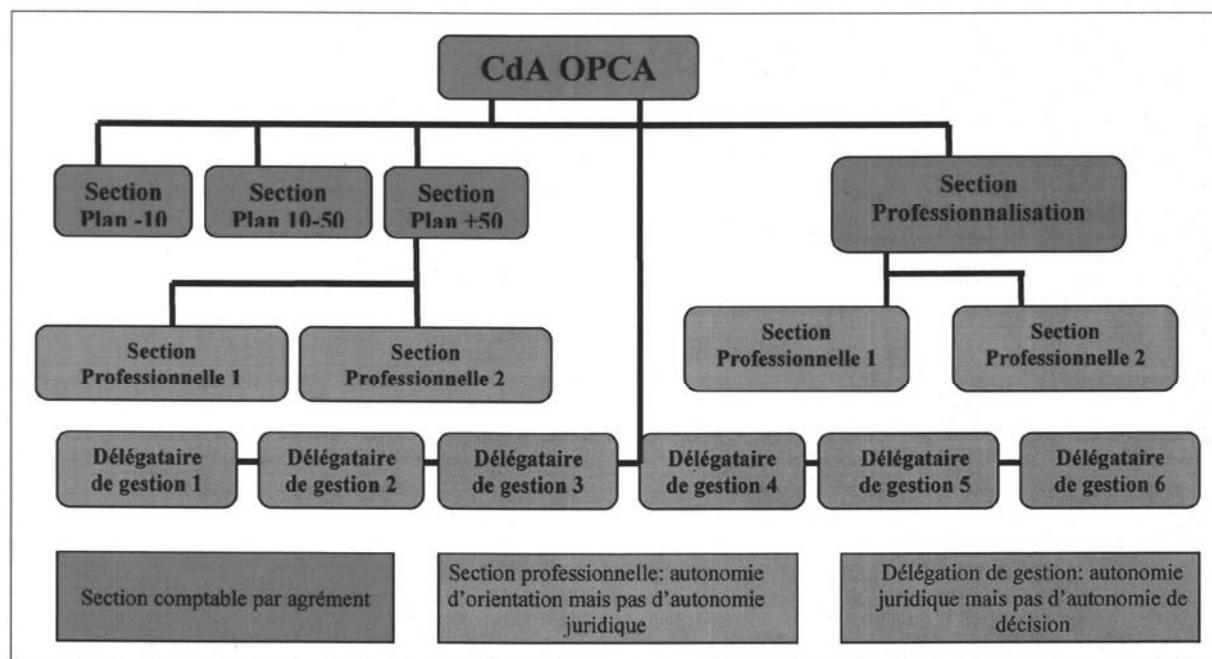 CdA OPCA
Section
Plan -10
Section
Plan 10-50
Section
Plan +50
Section
Professionnalisation
Section
Professionnelle 1
Section
Professionnelle 2
Section
Professionnelle 1
Section
Professionnelle 2
Délégataire
de gestion 1
Délégataire
de gestion 2
Délégataire
de gestion 3
Délégataire
de gestion 4
Délégataire
de gestion 5
Délégataire
de gestion 6
Section comptable par agrément
Section professionnelle: autonomie
d'orientation mais pas d'autonomie
juridique
Délégation de gestion: autonomie
juridique mais pas d'autonomie de
décision